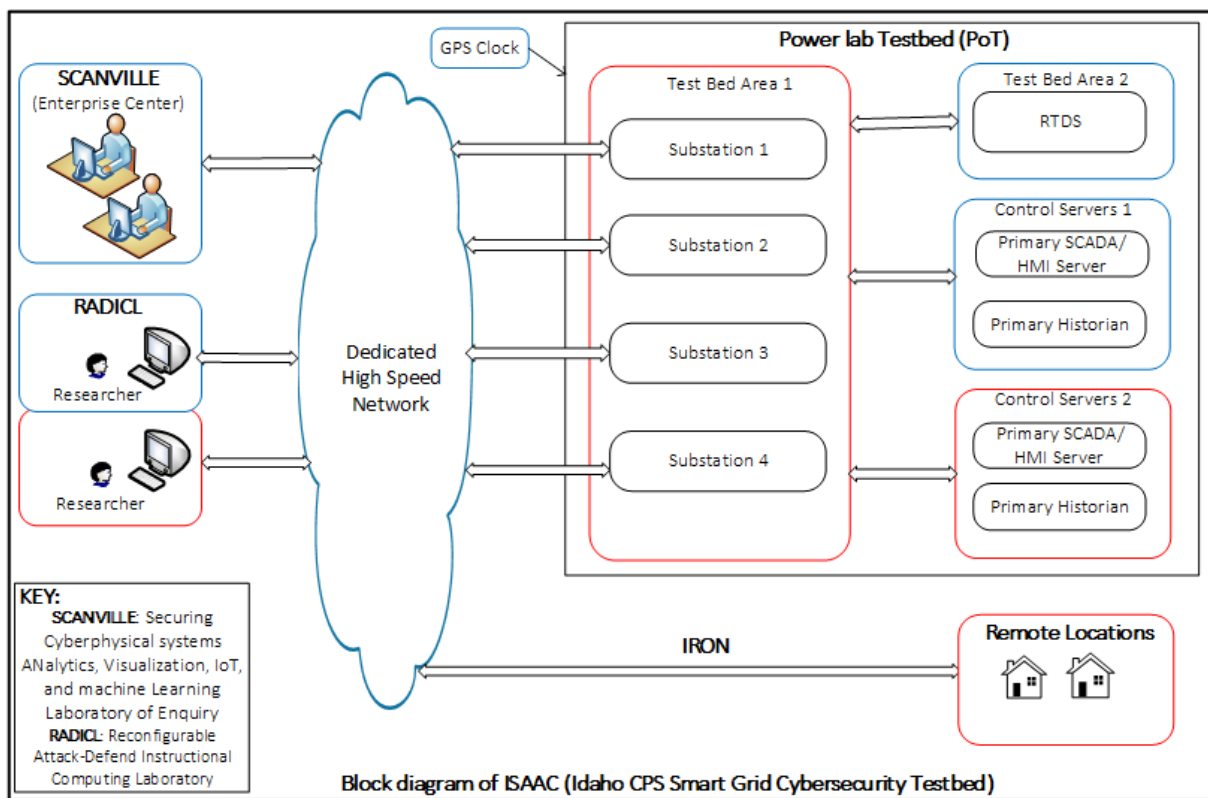 SCANVILLE
(Enterprise Center)
RADICL
Researcher
Researcher
KEY:
SCANVILLE: Securing
Cyberphysical systems
ANalytics, Visualization, IoT,
and machine Learning
Laboratory of Enquiry
RADICL: Reconfigurable
Attack-Defend Instructional
Computing Laboratory
Dedicated
High Speed
Network
GPS Clock
Power lab Testbed (PoT)
Test Bed Area 1
Substation 1
Substation 2
Substation 3
Substation 4
Test Bed Area 2
RTDS
Control Servers 1
Primary SCADA/
HMI Server
Primary Historian
Control Servers 2
Primary SCADA/
HMI Server
Primary Historian
IRON
Remote Locations
Block diagram of ISAAC (Idaho CPS Smart Grid Cybersecurity Testbed)